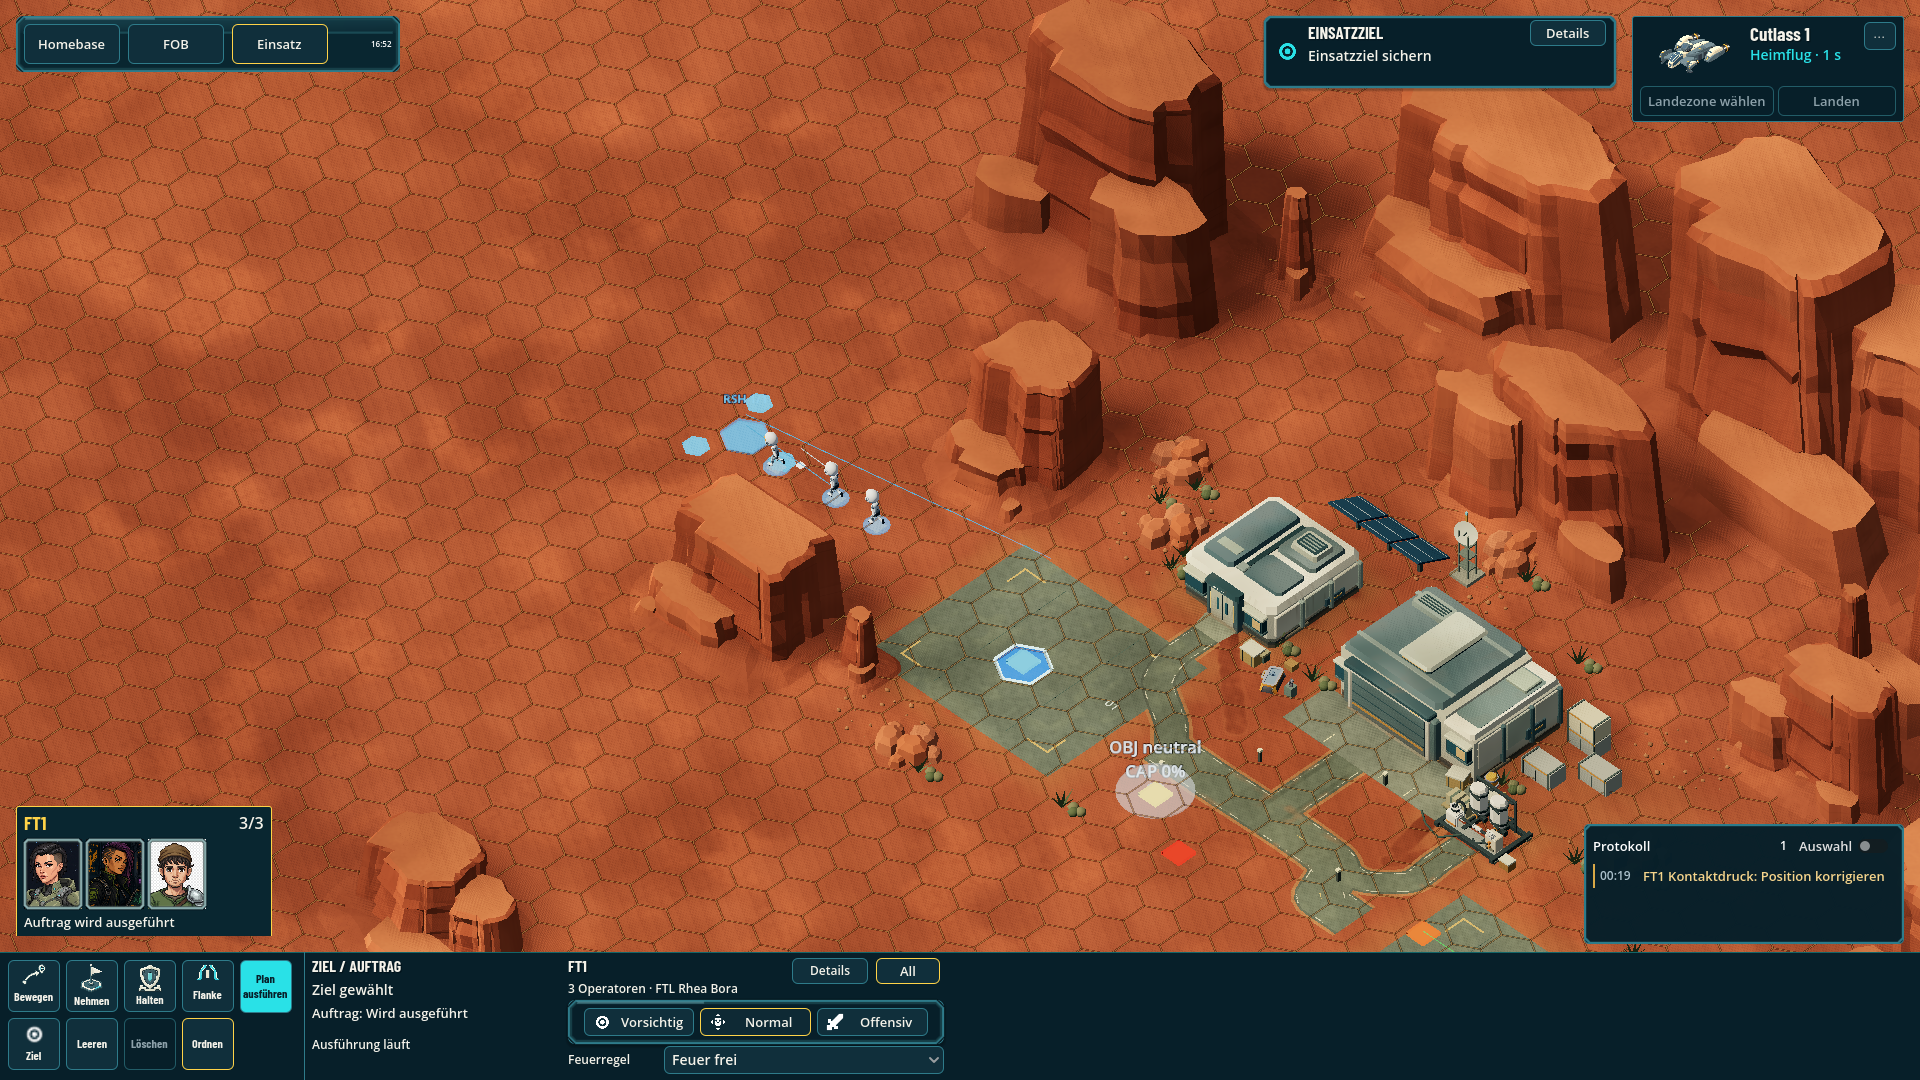 Homebase
FOB
Einsatz
16:52
EINSATZZIEL
Einsatzziel sichern
Details
Cutlass 1
Heimflug · 1 s
...
Landezone wählen
Landen
RSH
OBJ neutral
CAP 0%
01
FT1
3/3
Auftrag wird ausgeführt
Protokoll
1
Auswahl
00:19
FT1 Kontaktdruck: Position korrigieren
Bewegen
Nehmen
Halten
Flanke
Plan
ausführen
Ziel
Leeren
Löschen
Ordnen
ZIEL / AUFTRAG
Ziel gewählt
Auftrag: Wird ausgeführt
Ausführung läuft
FT1
Details
All
3 Operatoren · FTL Rhea Bora
Vorsichtig
Normal
Offensiv
Feuerregel
Feuer frei